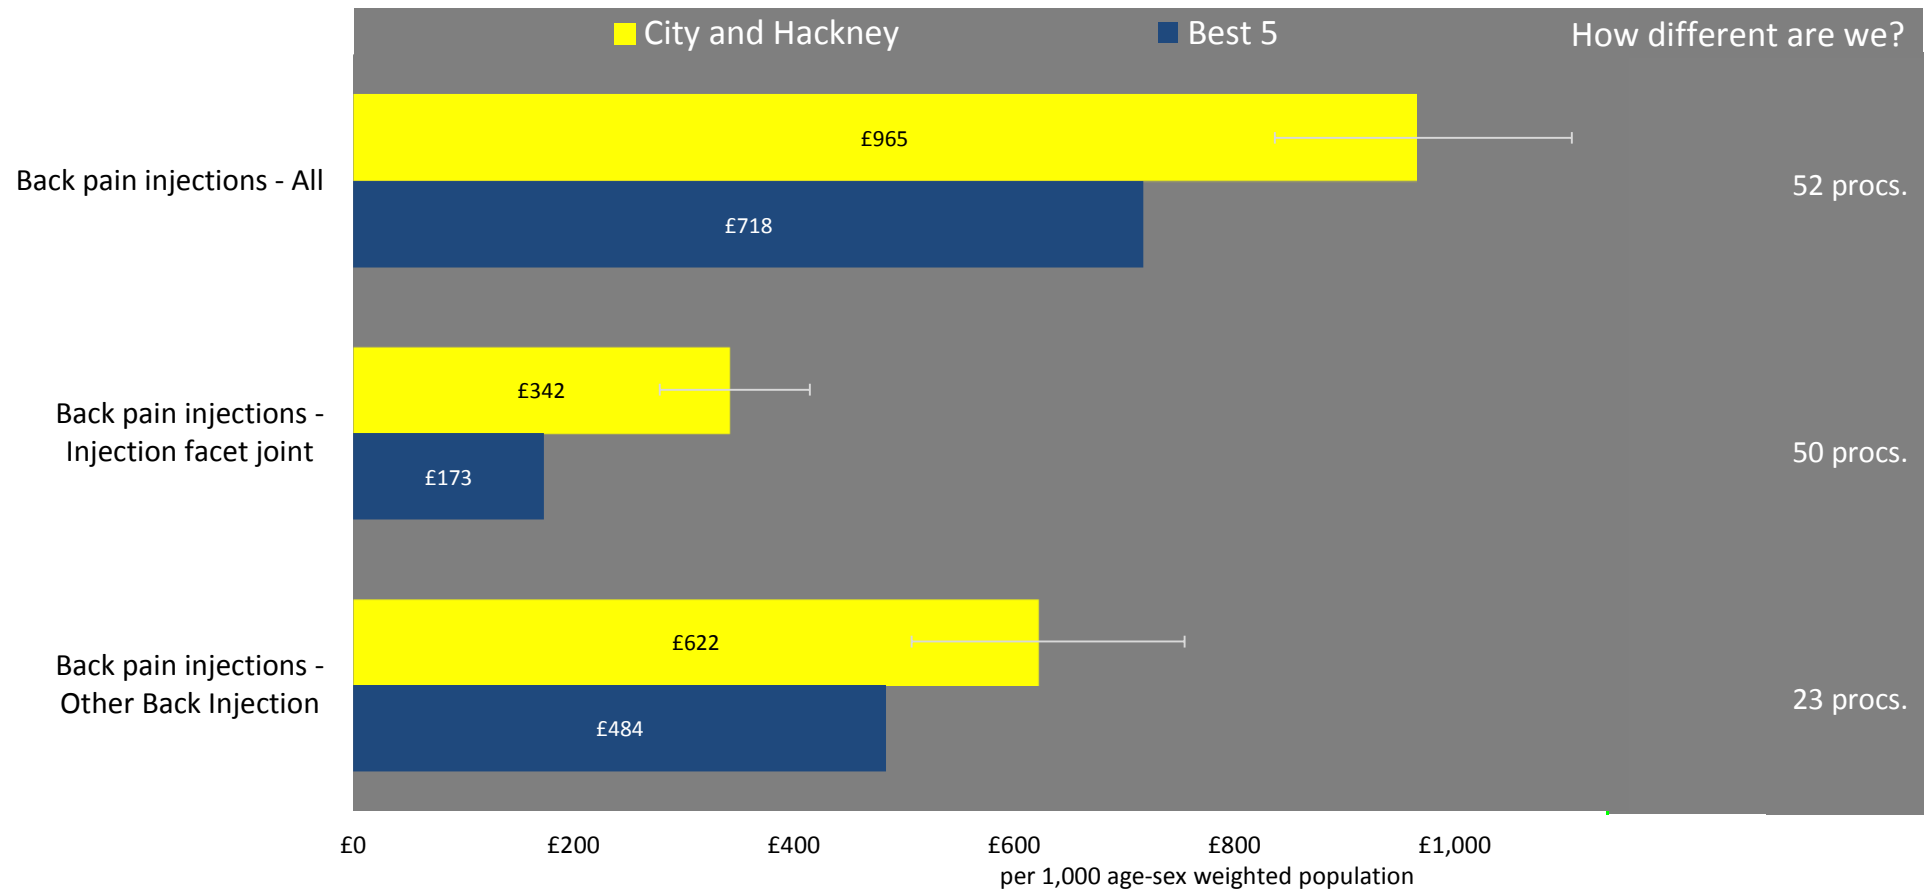 City and Hackney
Best 5
How different are we?
Back pain injections - All
£965
£718
52 procs.
Back pain injections -
Injection facet joint
£342
£173
50 procs.
Back pain injections -
Other Back Injection
£622
£484
23 procs.
£0
£200
£400
£600
£800
£1,000
per 1,000 age-sex weighted population